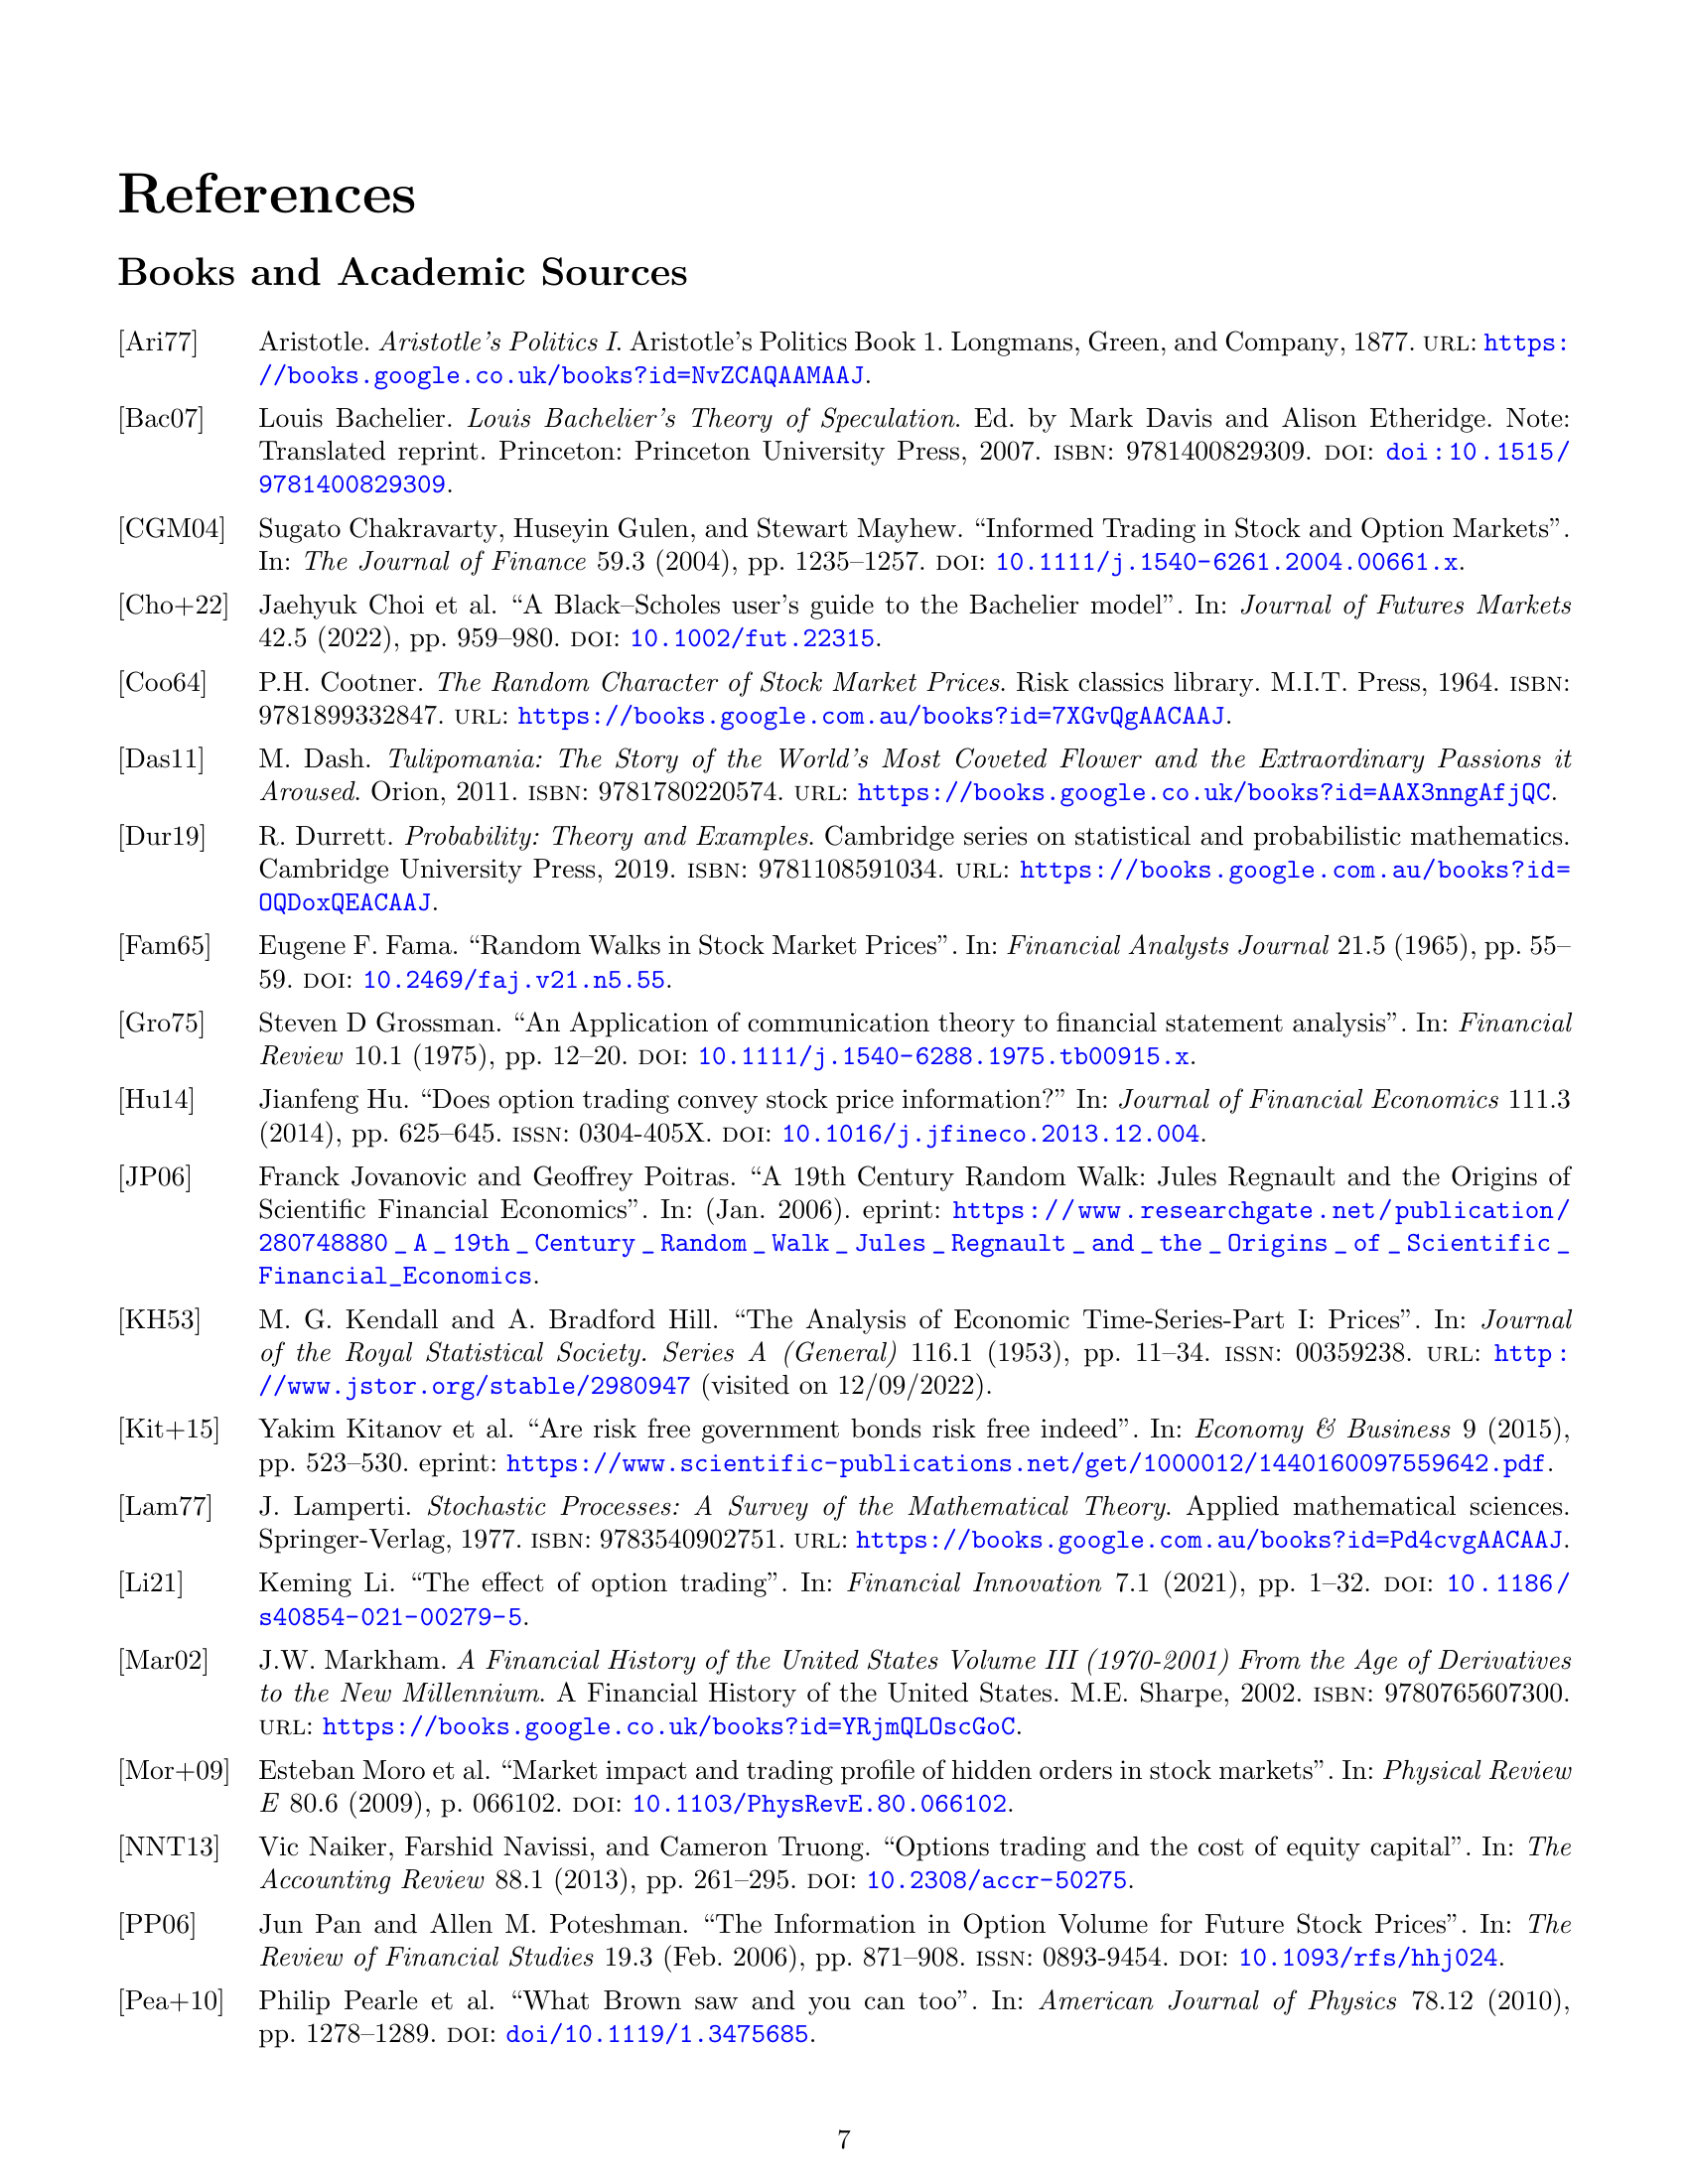 References
Books and Academic Sources
[Ari77] Aristotle. Aristotle's Politics I. Aristotle's Politics Book 1. Longmans, Green, and Company, 1877. URL: https:
//books.google.co.uk/books?id=NvZCAQAAMAAJ.
[Bac07] Louis Bachelier. Louis Bachelier's Theory of Speculation. Ed. by Mark Davis and Alison Etheridge. Note:
Translated reprint. Princeton: Princeton University Press, 2007. ISBN: 9781400829309. DOI: doi:10.1515/
9781400829309.
[CGM04] Sugato Chakravarty, Huseyin Gulen, and Stewart Mayhew. “Informed Trading in Stock and Option Markets”.
In: The Journal of Finance 59.3 (2004), pp. 1235–1257. DOI: 10.1111/j.1540-6261.2004.00661.x.
[Cho+22] Jaehyuk Choi et al. “A Black–Scholes user's guide to the Bachelier model”. In: Journal of Futures Markets
42.5 (2022), pp. 959–980. DOI: 10.1002/fut.22315.
[Coo64] P.H. Cootner. The Random Character of Stock Market Prices. Risk classics library. M.I.T. Press, 1964. ISBN:
9781899332847. URL: https://books.google.com.au/books?id=7XGvQgAACAAJ.
[Das11] M. Dash. Tulipomania: The Story of the World's Most Coveted Flower and the Extraordinary Passions it
Aroused. Orion, 2011. ISBN: 9781780220574. URL: https://books.google.co.uk/books?id=AAX3nngAfjQC.
[Dur19] R. Durrett. Probability: Theory and Examples. Cambridge series on statistical and probabilistic mathematics.
Cambridge University Press, 2019. ISBN: 9781108591034. URL: https://books.google.com.au/books?id=
OQDoxQEACAAJ.
[Fam65] Eugene F. Fama. “Random Walks in Stock Market Prices”. In: Financial Analysts Journal 21.5 (1965), pp. 55–
59. DOI: 10.2469/faj.v21.n5.55.
[Gro75] Steven D Grossman. “An Application of communication theory to financial statement analysis”. In: Financial
Review 10.1 (1975), pp. 12–20. DOI: 10.1111/j.1540-6288.1975.tb00915.x.
[Hu14] Jianfeng Hu. “Does option trading convey stock price information?” In: Journal of Financial Economics 111.3
(2014), pp. 625–645. ISSN: 0304-405X. DOI: 10.1016/j.jfineco.2013.12.004.
[JP06] Franck Jovanovic and Geoffrey Poitras. “A 19th Century Random Walk: Jules Regnault and the Origins of
Scientific Financial Economics”. In: (Jan. 2006). eprint: https://www.researchgate.net/publication/
280748880_A_19th_Century_Random_Walk_Jules_Regnault_and_the_Origins_of_Scientific_
Financial_Economics.
[KH53] M. G. Kendall and A. Bradford Hill. “The Analysis of Economic Time-Series-Part I: Prices”. In: Journal
of the Royal Statistical Society. Series A (General) 116.1 (1953), pp. 11–34. ISSN: 00359238. URL: http:
//www.jstor.org/stable/2980947 (visited on 12/09/2022).
[Kit+15] Yakim Kitanov et al. “Are risk free government bonds risk free indeed”. In: Economy & Business 9 (2015),
pp. 523–530. eprint: https://www.scientific-publications.net/get/1000012/1440160097559642.pdf.
[Lam77] J. Lamperti. Stochastic Processes: A Survey of the Mathematical Theory. Applied mathematical sciences.
Springer-Verlag, 1977. ISBN: 9783540902751. URL: https://books.google.com.au/books?id=Pd4cvgAACAAJ.
[Li21] Keming Li. “The effect of option trading”. In: Financial Innovation 7.1 (2021), pp. 1–32. DOI: 10.1186/
s40854-021-00279-5.
[Mar02] J.W. Markham. A Financial History of the United States Volume III (1970-2001) From the Age of Derivatives
to the New Millennium. A Financial History of the United States. M.E. Sharpe, 2002. ISBN: 9780765607300.
URL: https://books.google.co.uk/books?id=YRjmQLOscGoC.
[Mor+09] Esteban Moro et al. “Market impact and trading profile of hidden orders in stock markets”. In: Physical Review
E 80.6 (2009), p. 066102. DOI: 10.1103/PhysRevE.80.066102.
[NNT13] Vic Naiker, Farshid Navissi, and Cameron Truong. “Options trading and the cost of equity capital”. In: The
Accounting Review 88.1 (2013), pp. 261–295. DOI: 10.2308/accr-50275.
[PP06] Jun Pan and Allen M. Poteshman. “The Information in Option Volume for Future Stock Prices”. In: The
Review of Financial Studies 19.3 (Feb. 2006), pp. 871–908. ISSN: 0893-9454. DOI: 10.1093/rfs/hhj024.
[Pea+10] Philip Pearle et al. “What Brown saw and you can too”. In: American Journal of Physics 78.12 (2010),
pp. 1278–1289. DOI: doi/10.1119/1.3475685.
7